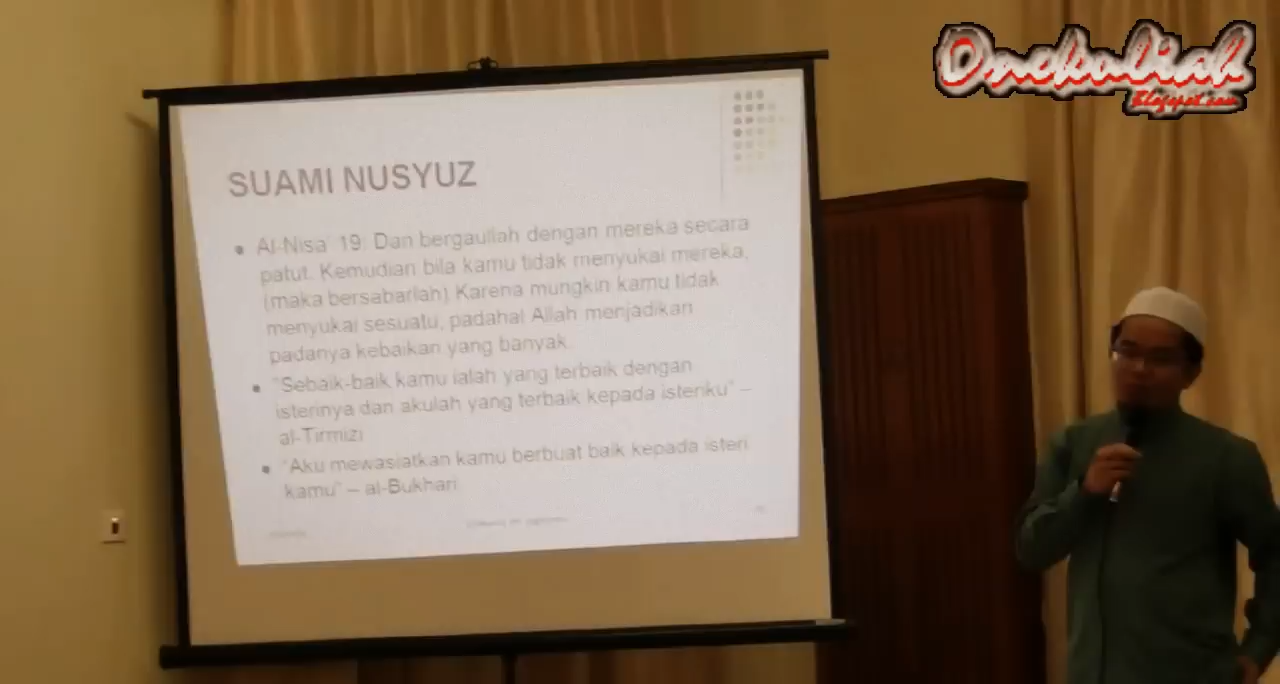 Onekuliah
Blogspot.com
SUAMI NUSYUZ
Al-Nisa' 19: Dan bergaullah dengan mereka secara
patut. Kemudian bila kamu tidak menyukai mereka,
(maka bersabarlah) Karena mungkin kamu tidak
menyukai sesuatu, padahal Allah menjadikan
padanya kebaikan yang banyak.
"Sebaik-baik kamu ialah yang terbaik dengan
isterinya dan akulah yang terbaik kepada isteriku" –
al-Tirmizi
"Aku mewasiatkan kamu berbuat baik kepada isteri
kamu" – al-Bukhari